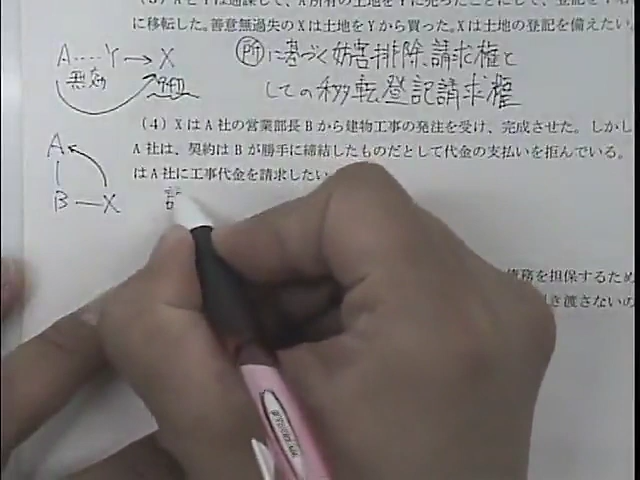 に移転した。善意無過失のXは土地をYから買った。Xは土地の登記を備えたい
A‥‥Y→X
無効
㊟に基づく妨害排除請求権と
しての移転登記請求権
(4) XはA社の営業部長Bから建物工事の発注を受け、完成させた。しかし
A社は、契約はBが勝手に締結したものだとして代金の支払いを拒んでいる。
はA社に工事代金を請求したい
A
B—X
債務を担保するため
き渡さないの